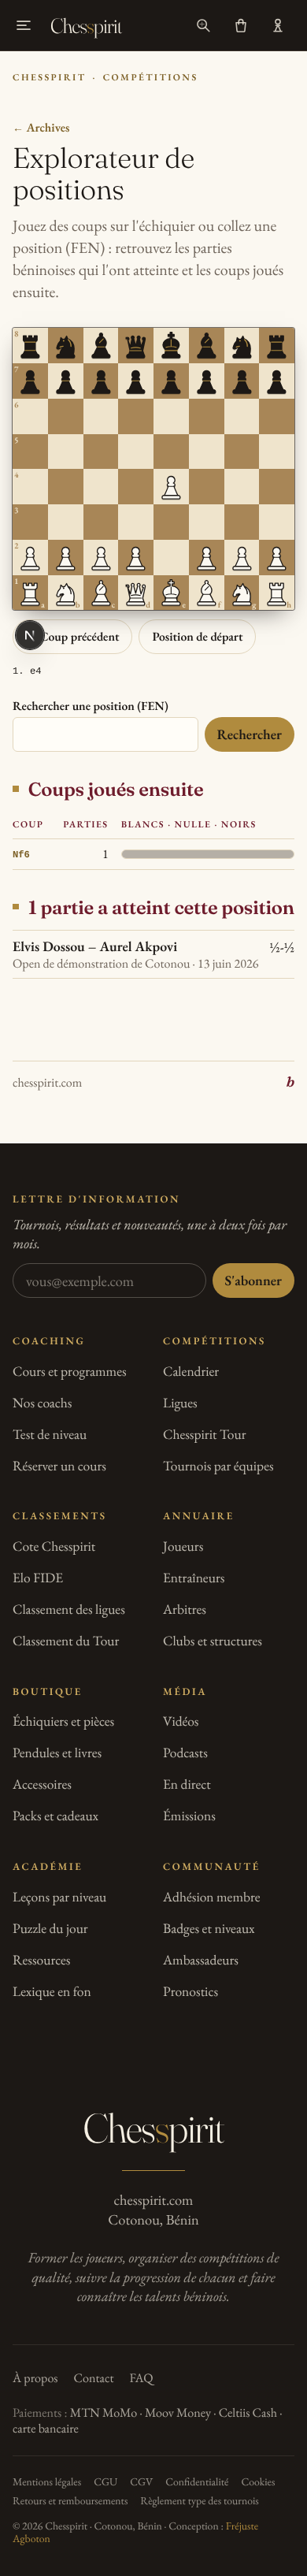 Chesspirit
CHESSPIRIT · COMPÉTITIONS
← Archives
Explorateur de
positions
Jouez des coups sur l'échiquier ou collez une
position (FEN) : retrouvez les parties
béninoises qui l'ont atteinte et les coups joués
ensuite.
8
7
6
5
4
3
2
1 a b c d e f g h
N Coup précédent Position de départ
1. e4
Rechercher une position (FEN)
Rechercher
Coups joués ensuite
COUP PARTIES BLANCS · NULLE · NOIRS
Nf6 1
1 partie a atteint cette position
Elvis Dossou – Aurel Akpovi ½-½
Open de démonstration de Cotonou · 13 juin 2026
chesspirit.com b
LETTRE D'INFORMATION
Tournois, résultats et nouveautés, une à deux fois par
mois.
vous@exemple.com S'abonner
COACHING COMPÉTITIONS
Cours et programmes Calendrier
Nos coachs Ligues
Test de niveau Chesspirit Tour
Réserver un cours Tournois par équipes
CLASSEMENTS ANNUAIRE
Cote Chesspirit Joueurs
Elo FIDE Entraîneurs
Classement des ligues Arbitres
Classement du Tour Clubs et structures
BOUTIQUE MÉDIA
Échiquiers et pièces Vidéos
Pendules et livres Podcasts
Accessoires En direct
Packs et cadeaux Émissions
ACADÉMIE COMMUNAUTÉ
Leçons par niveau Adhésion membre
Puzzle du jour Badges et niveaux
Ressources Ambassadeurs
Lexique en fon Pronostics
Chesspirit
chesspirit.com
Cotonou, Bénin
Former les joueurs, organiser des compétitions de
qualité, suivre la progression de chacun et faire
connaître les talents béninois.
À propos Contact FAQ
Paiements : MTN MoMo · Moov Money · Celtiis Cash ·
carte bancaire
Mentions légales CGU CGV Confidentialité Cookies
Retours et remboursements Règlement type des tournois
© 2026 Chesspirit · Cotonou, Bénin · Conception : Fréjuste
Agboton